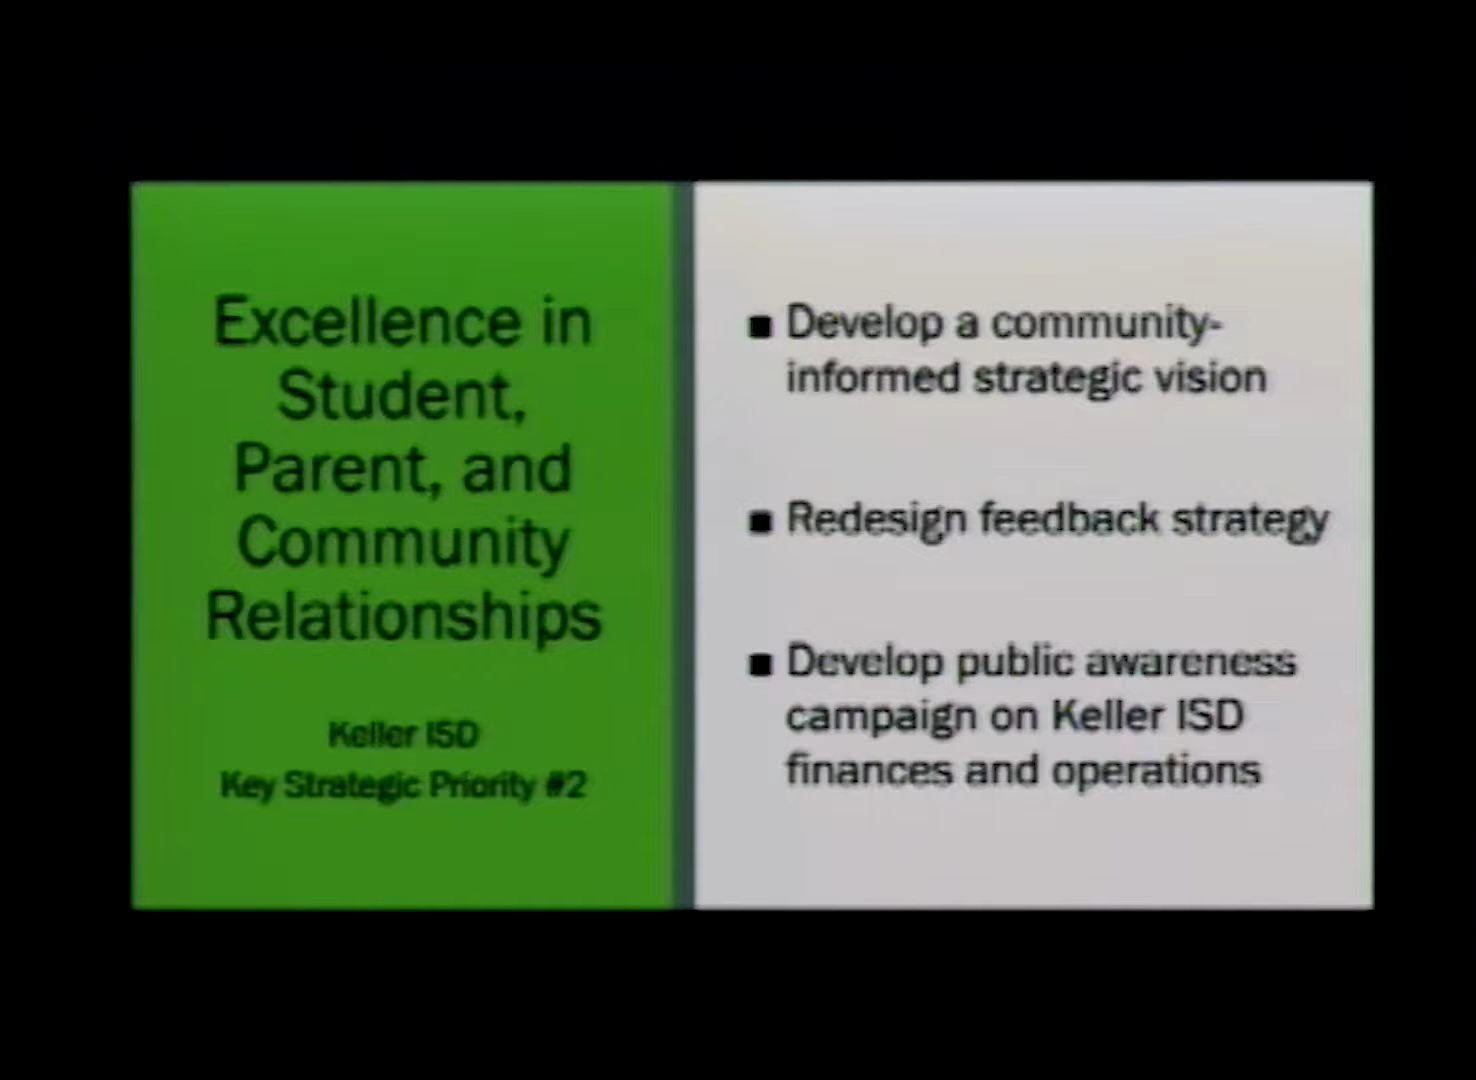 Excellence in
Student,
Parent, and
Community
Relationships
Keller ISD
Key Strategic Priority #2
■ Develop a community-
informed strategic vision
■ Redesign feedback strategy
■ Develop public awareness
campaign on Keller ISD
finances and operations